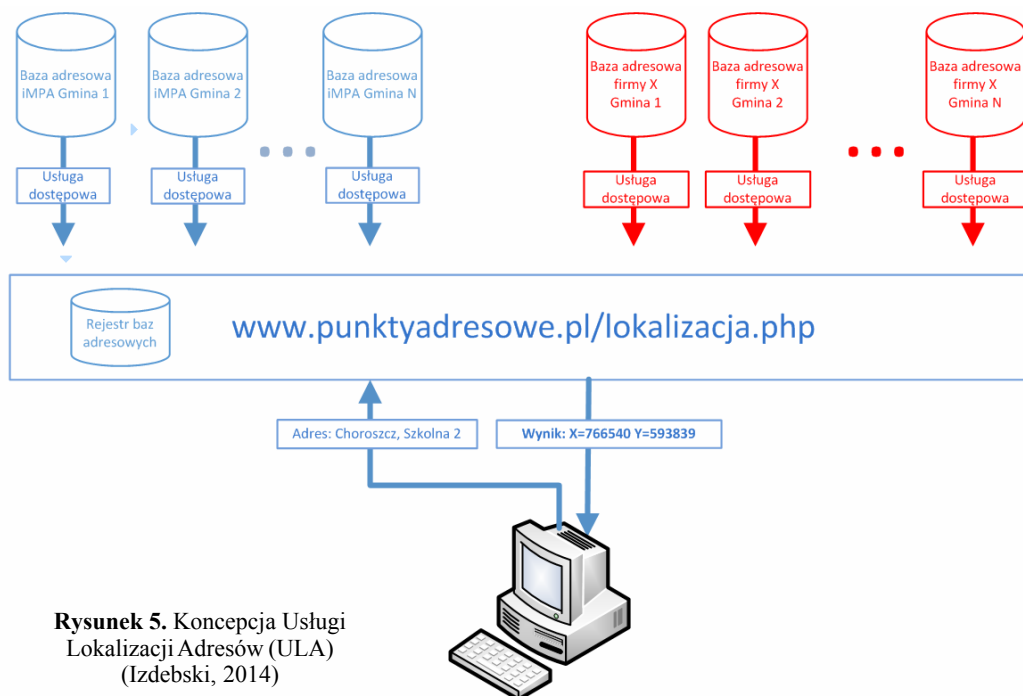 Baza adresowa
iMPA Gmina 1
Baza adresowa
iMPA Gmina 2
Baza adresowa
iMPA Gmina N
Baza adresowa
firmy X
Gmina 1
Baza adresowa
firmy X
Gmina 2
Baza adresowa
firmy X
Gmina N
Usługa
dostępowa
Usługa
dostępowa
Usługa
dostępowa
Usługa
dostępowa
Usługa
dostępowa
Usługa
dostępowa
Rejestr baz
adresowych
www.punktyadresowe.pl/lokalizacja.php
Adres: Choroszcz, Szkolna 2
Wynik: X=766540 Y=593839
Rysunek 5. Koncepcja Usługi
Lokalizacji Adresów (ULA)
(Izdebski, 2014)